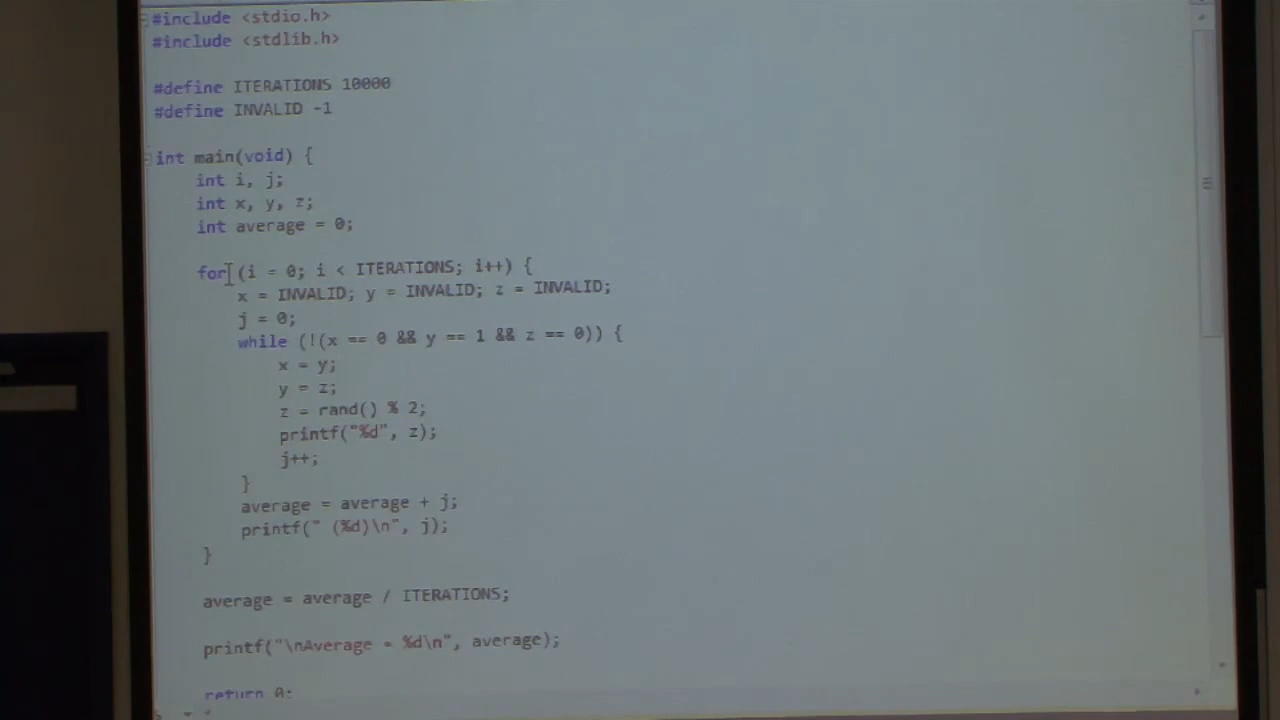 #include <stdio.h>
#include <stdlib.h>
#define ITERATIONS 10000
#define INVALID -1
int main(void) {
int i, j;
int x, y, z;
int average = 0;
for (i = 0; i < ITERATIONS; i++) {
x = INVALID; y = INVALID; z = INVALID;
j = 0;
while (!(x == 0 && y == 1 && z == 0)) {
x = y;
y = z;
z = rand() % 2;
printf("%d", z);
j++;
}
average = average + j;
printf(" (%d)\n", j);
}
average = average / ITERATIONS;
printf("\nAverage = %d\n", average);
return 0;